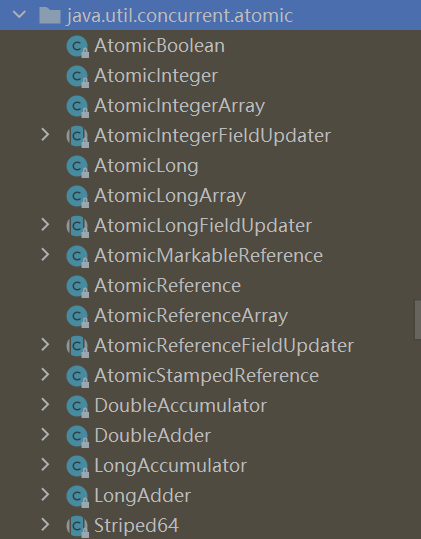 java.util.concurrent.atomic
AtomicBoolean
AtomicInteger
AtomicIntegerArray
AtomicIntegerFieldUpdater
AtomicLong
AtomicLongArray
AtomicLongFieldUpdater
AtomicMarkableReference
AtomicReference
AtomicReferenceArray
AtomicReferenceFieldUpdater
AtomicStampedReference
DoubleAccumulator
DoubleAdder
LongAccumulator
LongAdder
Striped64